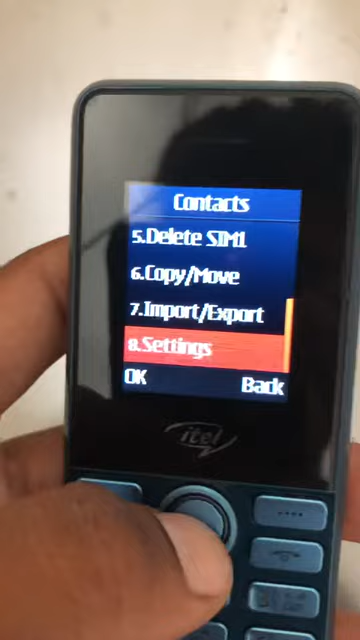 Contacts
5.Delete SIM1
6.Copy/Move
7.Import/Export
8.Settings
OK Back
itel